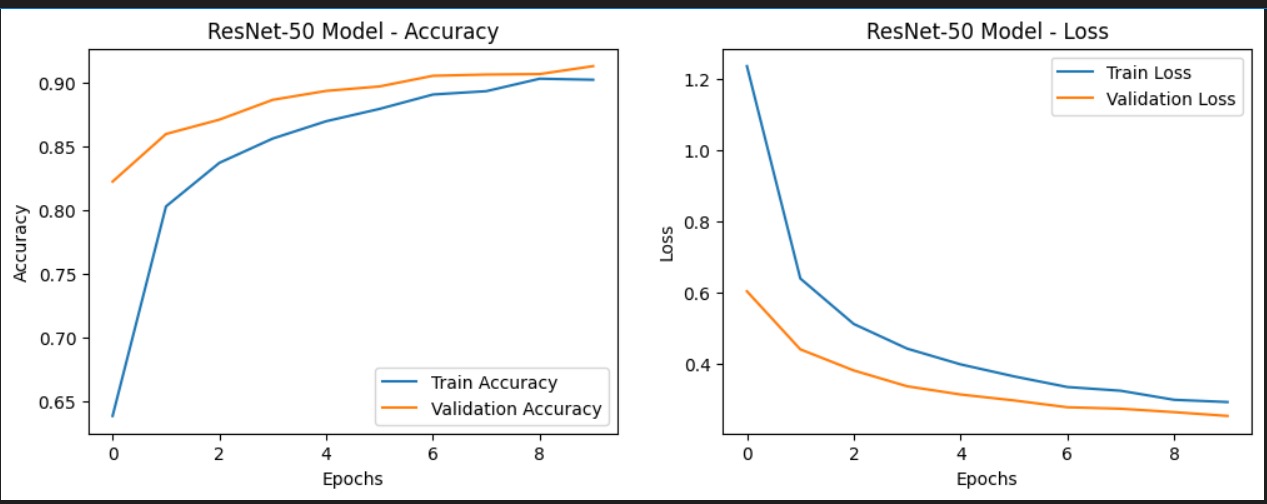 ResNet-50 Model - Accuracy
0.90
0.85
0.80
0.75
0.70
0.65
Accuracy
Train Accuracy
Validation Accuracy
0 2 4 6 8
Epochs
ResNet-50 Model - Loss
1.2
1.0
0.8
0.6
0.4
Loss
Train Loss
Validation Loss
0 2 4 6 8
Epochs